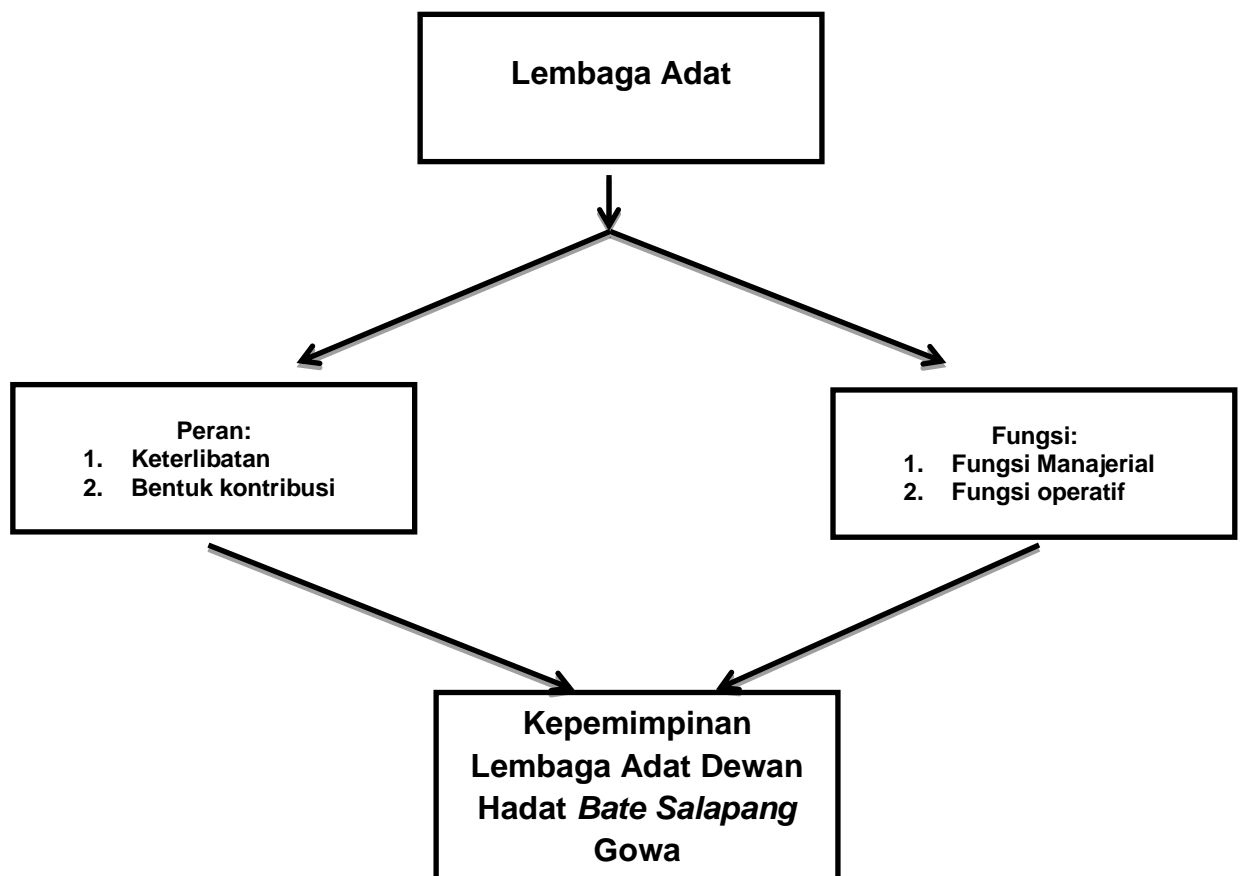 Lembaga Adat
Peran:
1. Keterlibatan
2. Bentuk kontribusi
Fungsi:
1. Fungsi Manajerial
2. Fungsi operatif
Kepemimpinan
Lembaga Adat Dewan
Hadat Bate Salapang
Gowa